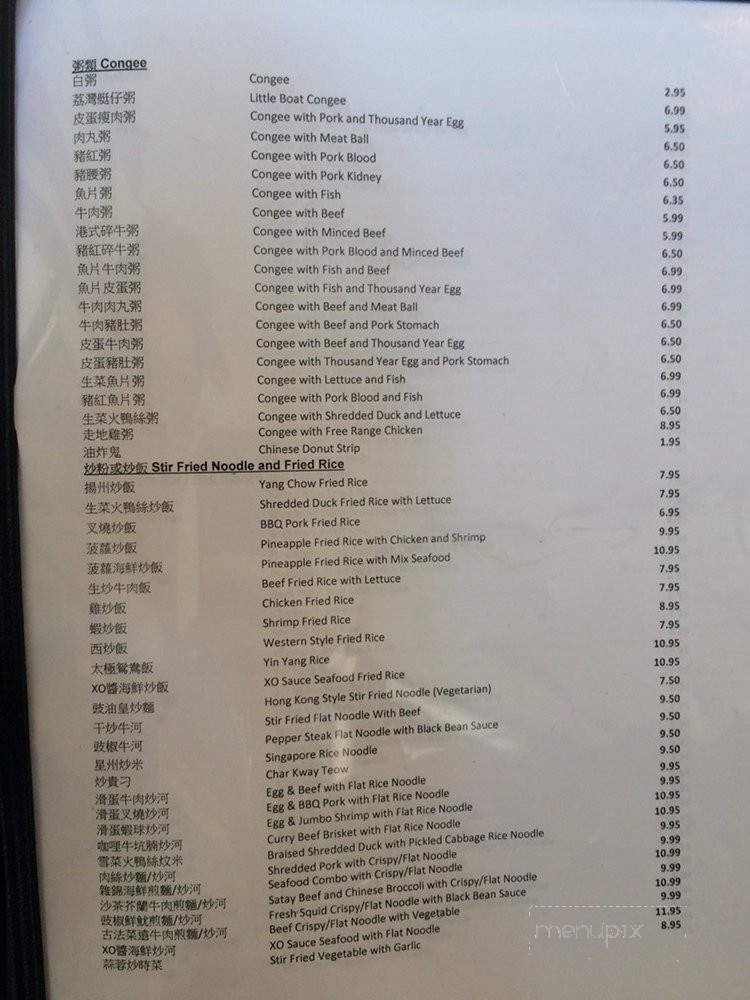 粥類 Congee
白粥 Congee 2.95
荔灣艇仔粥 Little Boat Congee 6.99
皮蛋瘦肉粥 Congee with Pork and Thousand Year Egg 5.95
肉丸粥 Congee with Meat Ball 6.50
豬紅粥 Congee with Pork Blood 6.50
豬腰粥 Congee with Pork Kidney 6.50
魚片粥 Congee with Fish 6.35
牛肉粥 Congee with Beef 5.99
港式碎牛粥 Congee with Minced Beef 5.99
豬紅碎牛粥 Congee with Pork Blood and Minced Beef 6.50
魚片牛肉粥 Congee with Fish and Beef 6.99
魚片皮蛋粥 Congee with Fish and Thousand Year Egg 6.99
牛肉肉丸粥 Congee with Beef and Meat Ball 6.99
牛肉豬肚粥 Congee with Beef and Pork Stomach 6.50
皮蛋牛肉粥 Congee with Beef and Thousand Year Egg 6.50
皮蛋豬肚粥 Congee with Thousand Year Egg and Pork Stomach 6.50
生菜魚片粥 Congee with Lettuce and Fish 6.99
豬紅魚片粥 Congee with Pork Blood and Fish 6.99
生菜火鴨絲粥 Congee with Shredded Duck and Lettuce 6.50
走地雞粥 Congee with Free Range Chicken 8.95
油炸鬼 Chinese Donut Strip 1.95
炒粉或炒飯 Stir Fried Noodle and Fried Rice
揚州炒飯 Yang Chow Fried Rice 7.95
生菜火鴨絲炒飯 Shredded Duck Fried Rice with Lettuce 7.95
叉燒炒飯 BBQ Pork Fried Rice 6.95
菠蘿炒飯 Pineapple Fried Rice with Chicken and Shrimp 9.95
菠蘿海鮮炒飯 Pineapple Fried Rice with Mix Seafood 10.95
生炒牛肉飯 Beef Fried Rice with Lettuce 7.95
雞炒飯 Chicken Fried Rice 7.95
蝦炒飯 Shrimp Fried Rice 8.95
西炒飯 Western Style Fried Rice 7.95
太極鴛鴦飯 Yin Yang Rice 10.95
XO醬海鮮炒飯 XO Sauce Seafood Fried Rice 10.95
豉油皇炒麵 Hong Kong Style Stir Fried Noodle (Vegetarian) 7.50
干炒牛河 Stir Fried Flat Noodle With Beef 9.50
豉椒牛河 Pepper Steak Flat Noodle with Black Bean Sauce 9.50
星州炒米 Singapore Rice Noodle 9.50
炒貴刁 Char Kway Teow 9.50
滑蛋牛肉炒河 Egg & Beef with Flat Rice Noodle 9.95
滑蛋叉燒炒河 Egg & BBQ Pork with Flat Rice Noodle 9.95
滑蛋蝦球炒河 Egg & Jumbo Shrimp with Flat Rice Noodle 10.95
咖哩牛坑腩炒河 Curry Beef Brisket with Flat Rice Noodle 10.95
雪菜火鴨絲炆米 Braised Shredded Duck with Pickled Cabbage Rice Noodle 9.95
肉絲炒麵/炒河 Shredded Pork with Crispy/Flat Noodle 9.99
雜錦海鮮煎麵/炒河 Seafood Combo with Crispy/Flat Noodle 10.99
沙茶芥蘭牛肉煎麵/炒河 Satay Beef and Chinese Broccoli with Crispy/Flat Noodle 9.99
豉椒鮮魷煎麵/炒河 Fresh Squid Crispy/Flat Noodle with Black Bean Sauce 10.99
古法菜遠牛肉煎麵/炒河 Beef Crispy/Flat Noodle with Vegetable 9.99
XO醬海鮮炒河 XO Sauce Seafood with Flat Noodle 11.95
蒜蓉炒時菜 Stir Fried Vegetable with Garlic 8.95
menupix